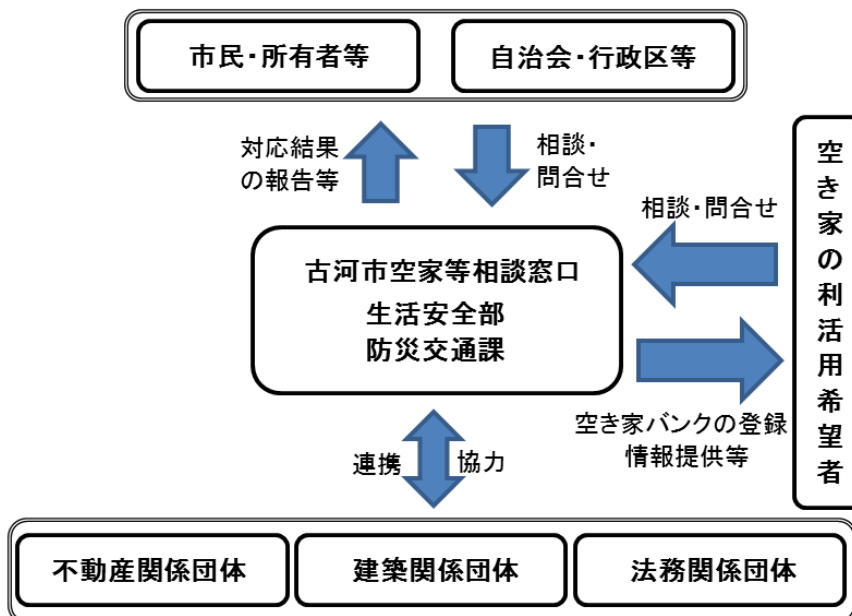 市民・所有者等
自治会・行政区等
対応結果
の報告等
相談・
問合せ
相談・問合せ
空き家の利活用希望者
古河市空家等相談窓口
生活安全部
防災交通課
空き家バンクの登録
情報提供等
連携
協力
不動産関係団体
建築関係団体
法務関係団体